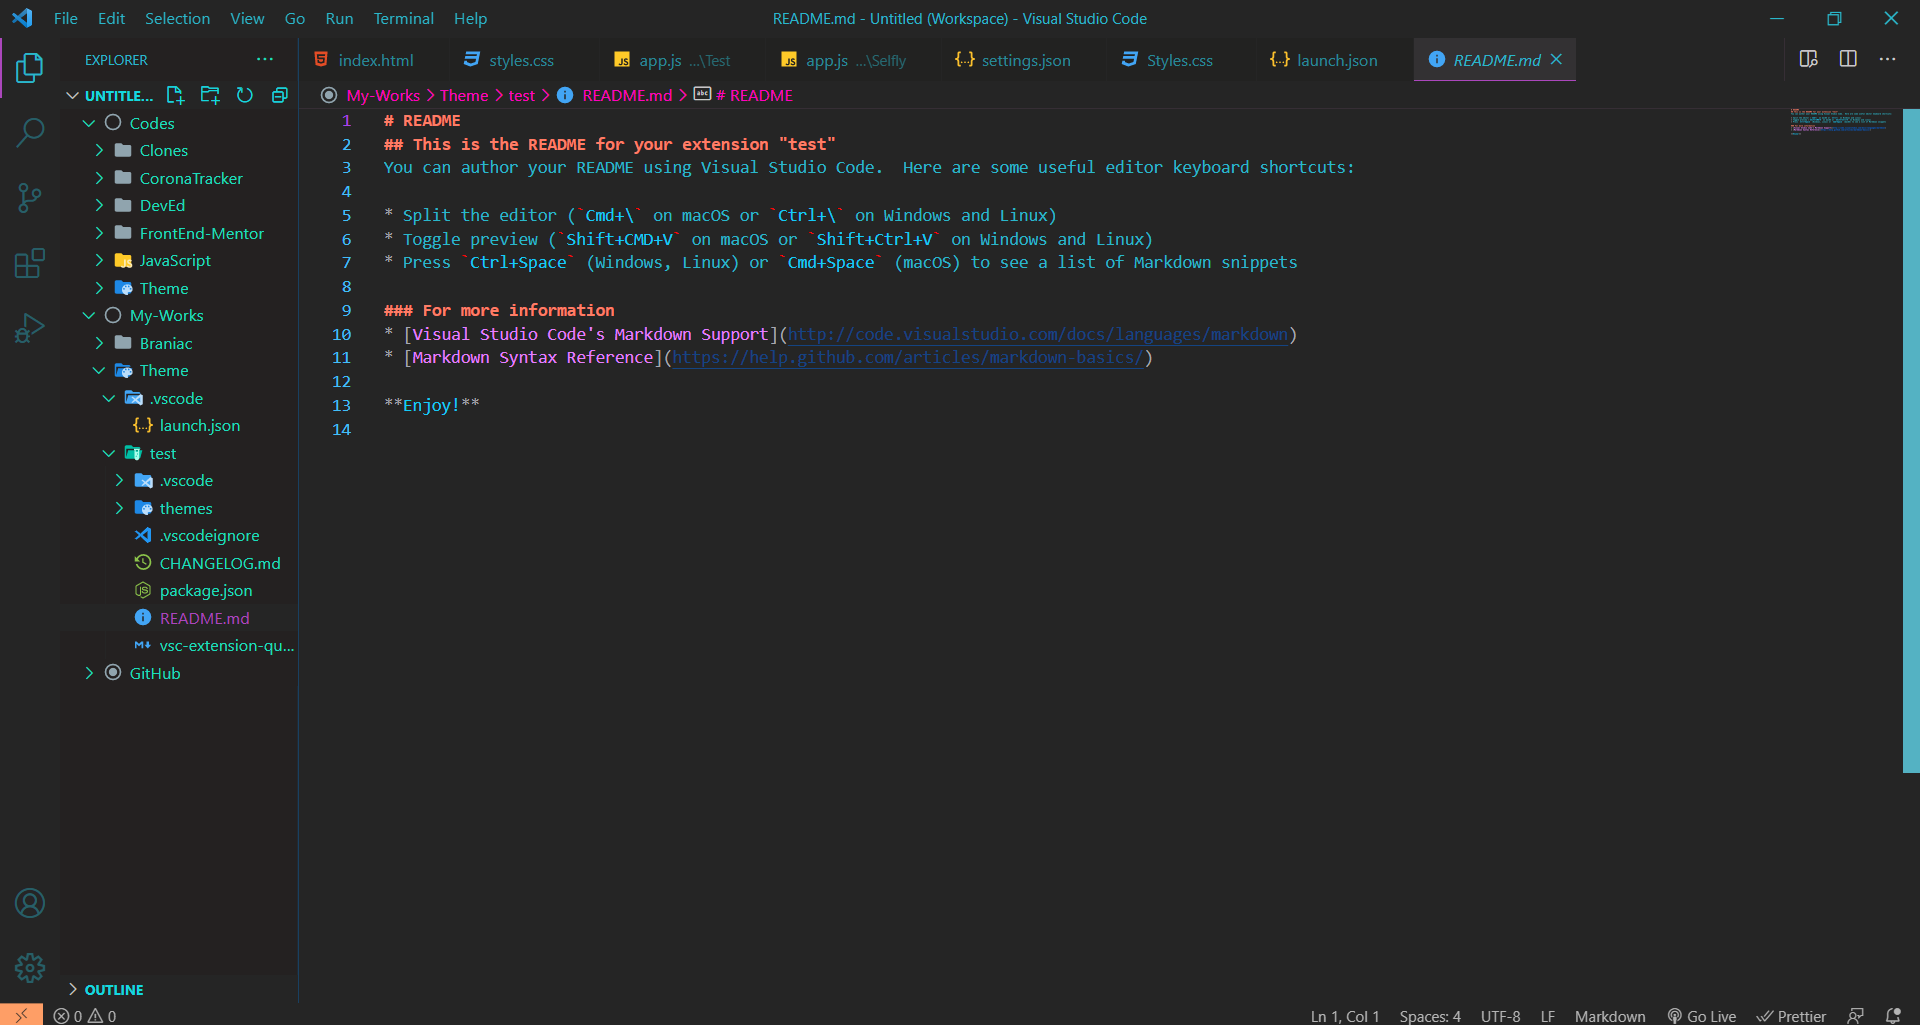 File Edit Selection View Go Run Terminal Help
README.md - Untitled (Workspace) - Visual Studio Code
EXPLORER
UNTITLE...
Codes
Clones
CoronaTracker
DevEd
FrontEnd-Mentor
JavaScript
Theme
My-Works
Braniac
Theme
.vscode
launch.json
test
.vscode
themes
.vscodeignore
CHANGELOG.md
package.json
README.md
vsc-extension-qu...
GitHub
OUTLINE
index.html styles.css app.js ...\Test app.js ...\Selfly settings.json Styles.css launch.json README.md
My-Works > Theme > test > README.md > # README
1 # README
2 ## This is the README for your extension "test"
3 You can author your README using Visual Studio Code.  Here are some useful editor keyboard shortcuts:
4
5 * Split the editor (`Cmd+\` on macOS or `Ctrl+\` on Windows and Linux)
6 * Toggle preview (`Shift+CMD+V` on macOS or `Shift+Ctrl+V` on Windows and Linux)
7 * Press `Ctrl+Space` (Windows, Linux) or `Cmd+Space` (macOS) to see a list of Markdown snippets
8
9 ### For more information
10 * [Visual Studio Code's Markdown Support](http://code.visualstudio.com/docs/languages/markdown)
11 * [Markdown Syntax Reference](https://help.github.com/articles/markdown-basics/)
12
13 **Enjoy!**
14
0 0 Ln 1, Col 1 Spaces: 4 UTF-8 LF Markdown Go Live Prettier